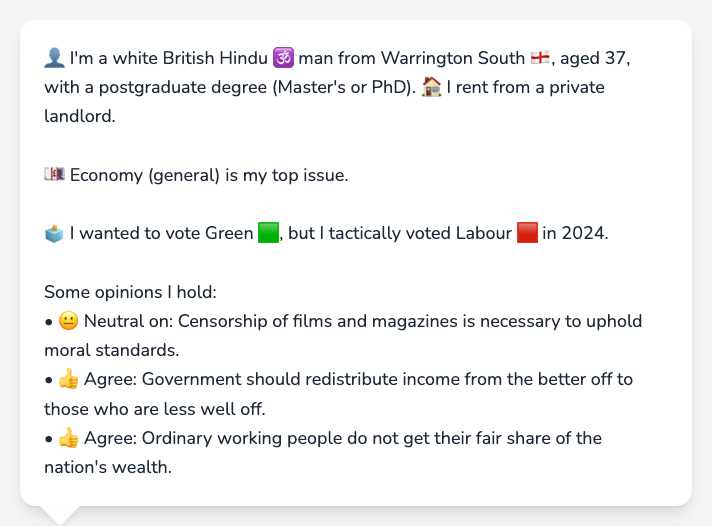 👤 I'm a white British Hindu 🕉️ man from Warrington South 🏴󠁧󠁢󠁥󠁮󠁧󠁿, aged 37,
with a postgraduate degree (Master's or PhD). 🏠 I rent from a private
landlord.
💷 Economy (general) is my top issue.
🗳️ I wanted to vote Green 🟩, but I tactically voted Labour 🟥 in 2024.
Some opinions I hold:
• 😐 Neutral on: Censorship of films and magazines is necessary to uphold
moral standards.
• 👍 Agree: Government should redistribute income from the better off to
those who are less well off.
• 👍 Agree: Ordinary working people do not get their fair share of the
nation's wealth.